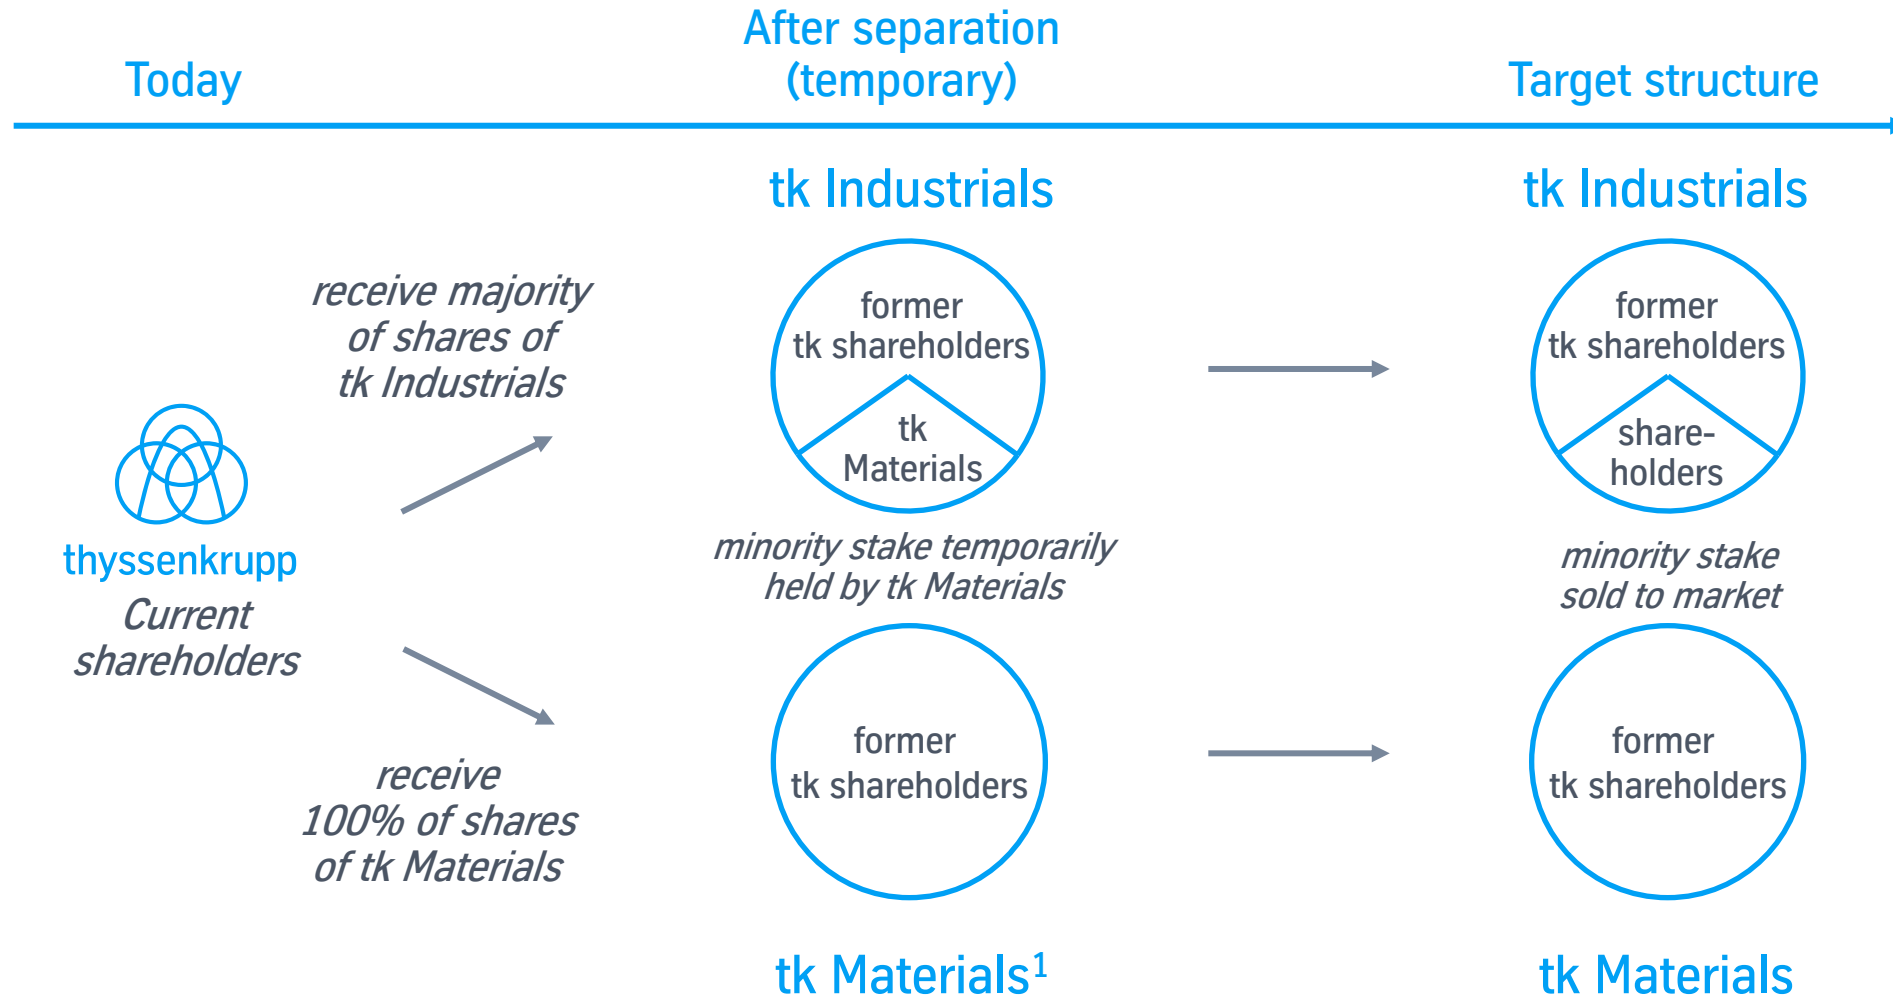 Today
After separation
(temporary)
Target structure
tk Industrials
tk Industrials
receive majority
of shares of
tk Industrials
former
tk shareholders
tk
Materials
former
tk shareholders
share-
holders
thyssenkrupp
Current
shareholders
minority stake temporarily
held by tk Materials
minority stake
sold to market
receive
100% of shares
of tk Materials
former
tk shareholders
former
tk shareholders
tk Materials¹
tk Materials